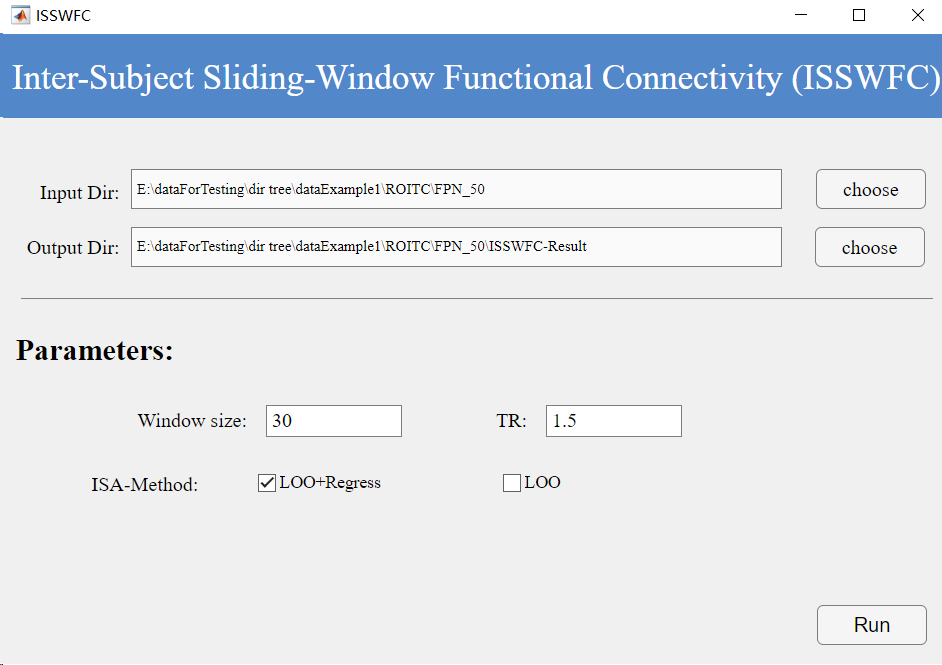 ISSWFC
Inter-Subject Sliding-Window Functional Connectivity (ISSWFC)
Input Dir: E:\dataForTesting\dir tree\dataExample1\ROITC\FPN_50 choose
Output Dir: E:\dataForTesting\dir tree\dataExample1\ROITC\FPN_50\ISSWFC-Result choose
Parameters:
Window size: 30 TR: 1.5
ISA-Method: LOO+Regress LOO
Run